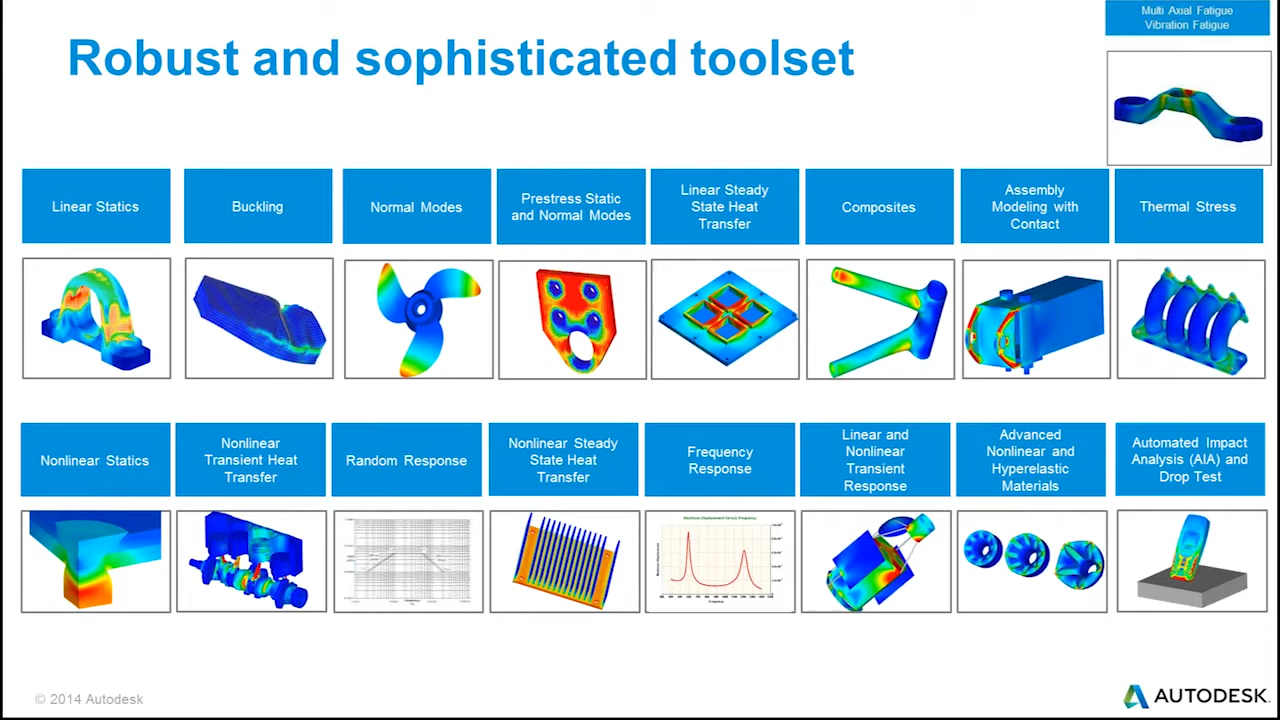 Multi Axial Fatigue
Vibration Fatigue
Robust and sophisticated toolset
Linear Statics
Buckling
Normal Modes
Prestress Static
and Normal Modes
Linear Steady
State Heat
Transfer
Composites
Assembly
Modeling with
Contact
Thermal Stress
Nonlinear Statics
Nonlinear
Transient Heat
Transfer
Random Response
Nonlinear Steady
State Heat
Transfer
Frequency
Response
Linear and
Nonlinear
Transient
Response
Advanced
Nonlinear and
Hyperelastic
Materials
Automated Impact
Analysis (AIA) and
Drop Test
Frequency
© 2014 Autodesk
AUTODESK.